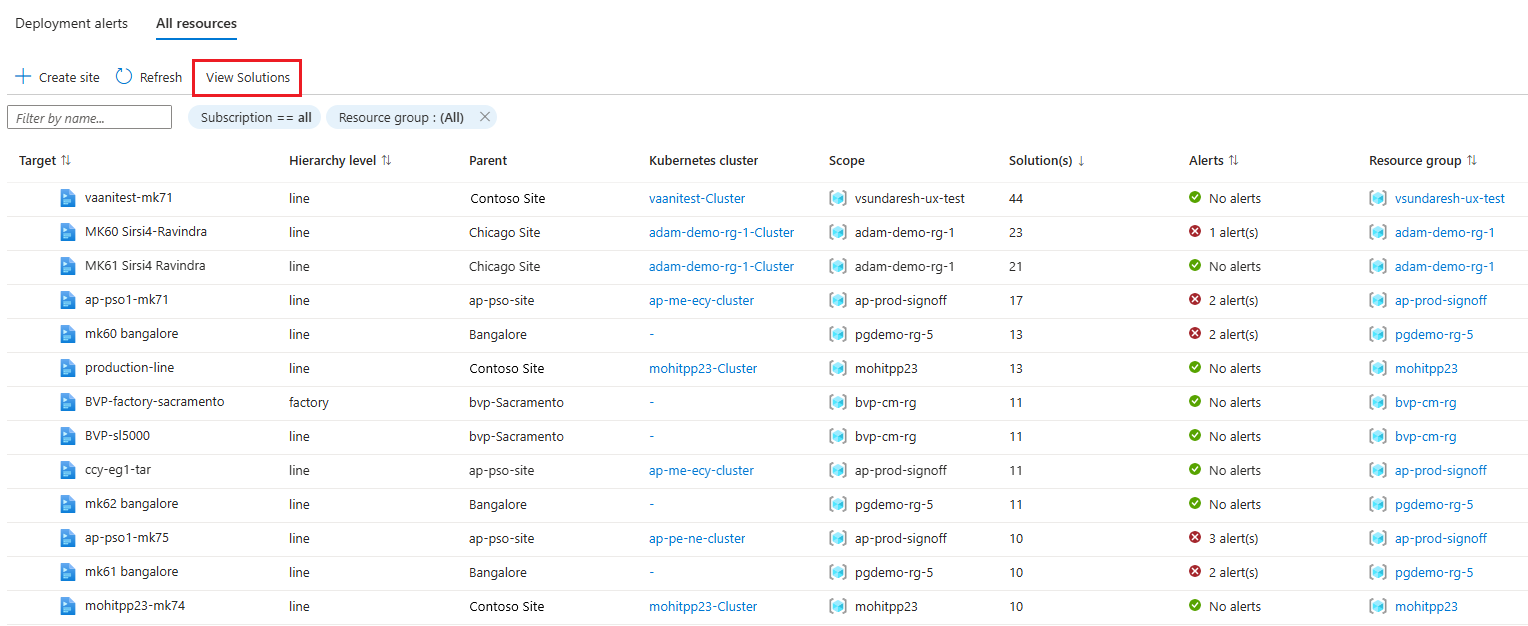 Deployment alerts All resources
Create site Refresh View Solutions
Filter by name... Subscription == all Resource group : (All)
Target Hierarchy level Parent Kubernetes cluster Scope Solution(s) Alerts Resource group
vaanitest-mk71 line Contoso Site vaanitest-Cluster vsundaresh-ux-test 44 No alerts vsundaresh-ux-test
MK60 Sirsi4-Ravindra line Chicago Site adam-demo-rg-1-Cluster adam-demo-rg-1 23 1 alert(s) adam-demo-rg-1
MK61 Sirsi4 Ravindra line Chicago Site adam-demo-rg-1-Cluster adam-demo-rg-1 21 No alerts adam-demo-rg-1
ap-pso1-mk71 line ap-pso-site ap-me-ecy-cluster ap-prod-signoff 17 2 alert(s) ap-prod-signoff
mk60 bangalore line Bangalore - pgdemo-rg-5 13 2 alert(s) pgdemo-rg-5
production-line line Contoso Site mohitpp23-Cluster mohitpp23 13 No alerts mohitpp23
BVP-factory-sacramento factory bvp-Sacramento - bvp-cm-rg 11 No alerts bvp-cm-rg
BVP-sl5000 line bvp-Sacramento - bvp-cm-rg 11 No alerts bvp-cm-rg
ccy-eg1-tar line ap-pso-site ap-me-ecy-cluster ap-prod-signoff 11 No alerts ap-prod-signoff
mk62 bangalore line Bangalore - pgdemo-rg-5 11 No alerts pgdemo-rg-5
ap-pso1-mk75 line ap-pso-site ap-pe-ne-cluster ap-prod-signoff 10 3 alert(s) ap-prod-signoff
mk61 bangalore line Bangalore - pgdemo-rg-5 10 2 alert(s) pgdemo-rg-5
mohitpp23-mk74 line Contoso Site mohitpp23-Cluster mohitpp23 10 No alerts mohitpp23